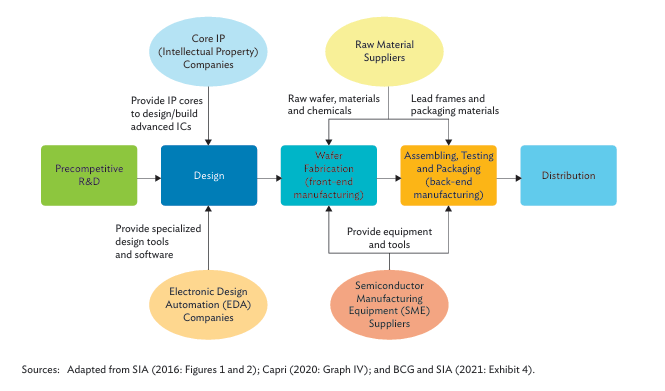 Core IP
(Intellectual Property)
Companies
Raw Material
Suppliers
Provide IP cores
to design/build
advanced ICs
Raw wafer, materials
and chemicals
Lead frames and
packaging materials
Precompetitive
R&D
Design
Wafer
Fabrication
(front-end
manufacturing)
Assembling, Testing
and Packaging
(back-end
manufacturing)
Distribution
Provide specialized
design tools
and software
Provide equipment
and tools
Electronic Design
Automation (EDA)
Companies
Semiconductor
Manufacturing
Equipment (SME)
Suppliers
Sources: Adapted from SIA (2016: Figures 1 and 2); Capri (2020: Graph IV); and BCG and SIA (2021: Exhibit 4).